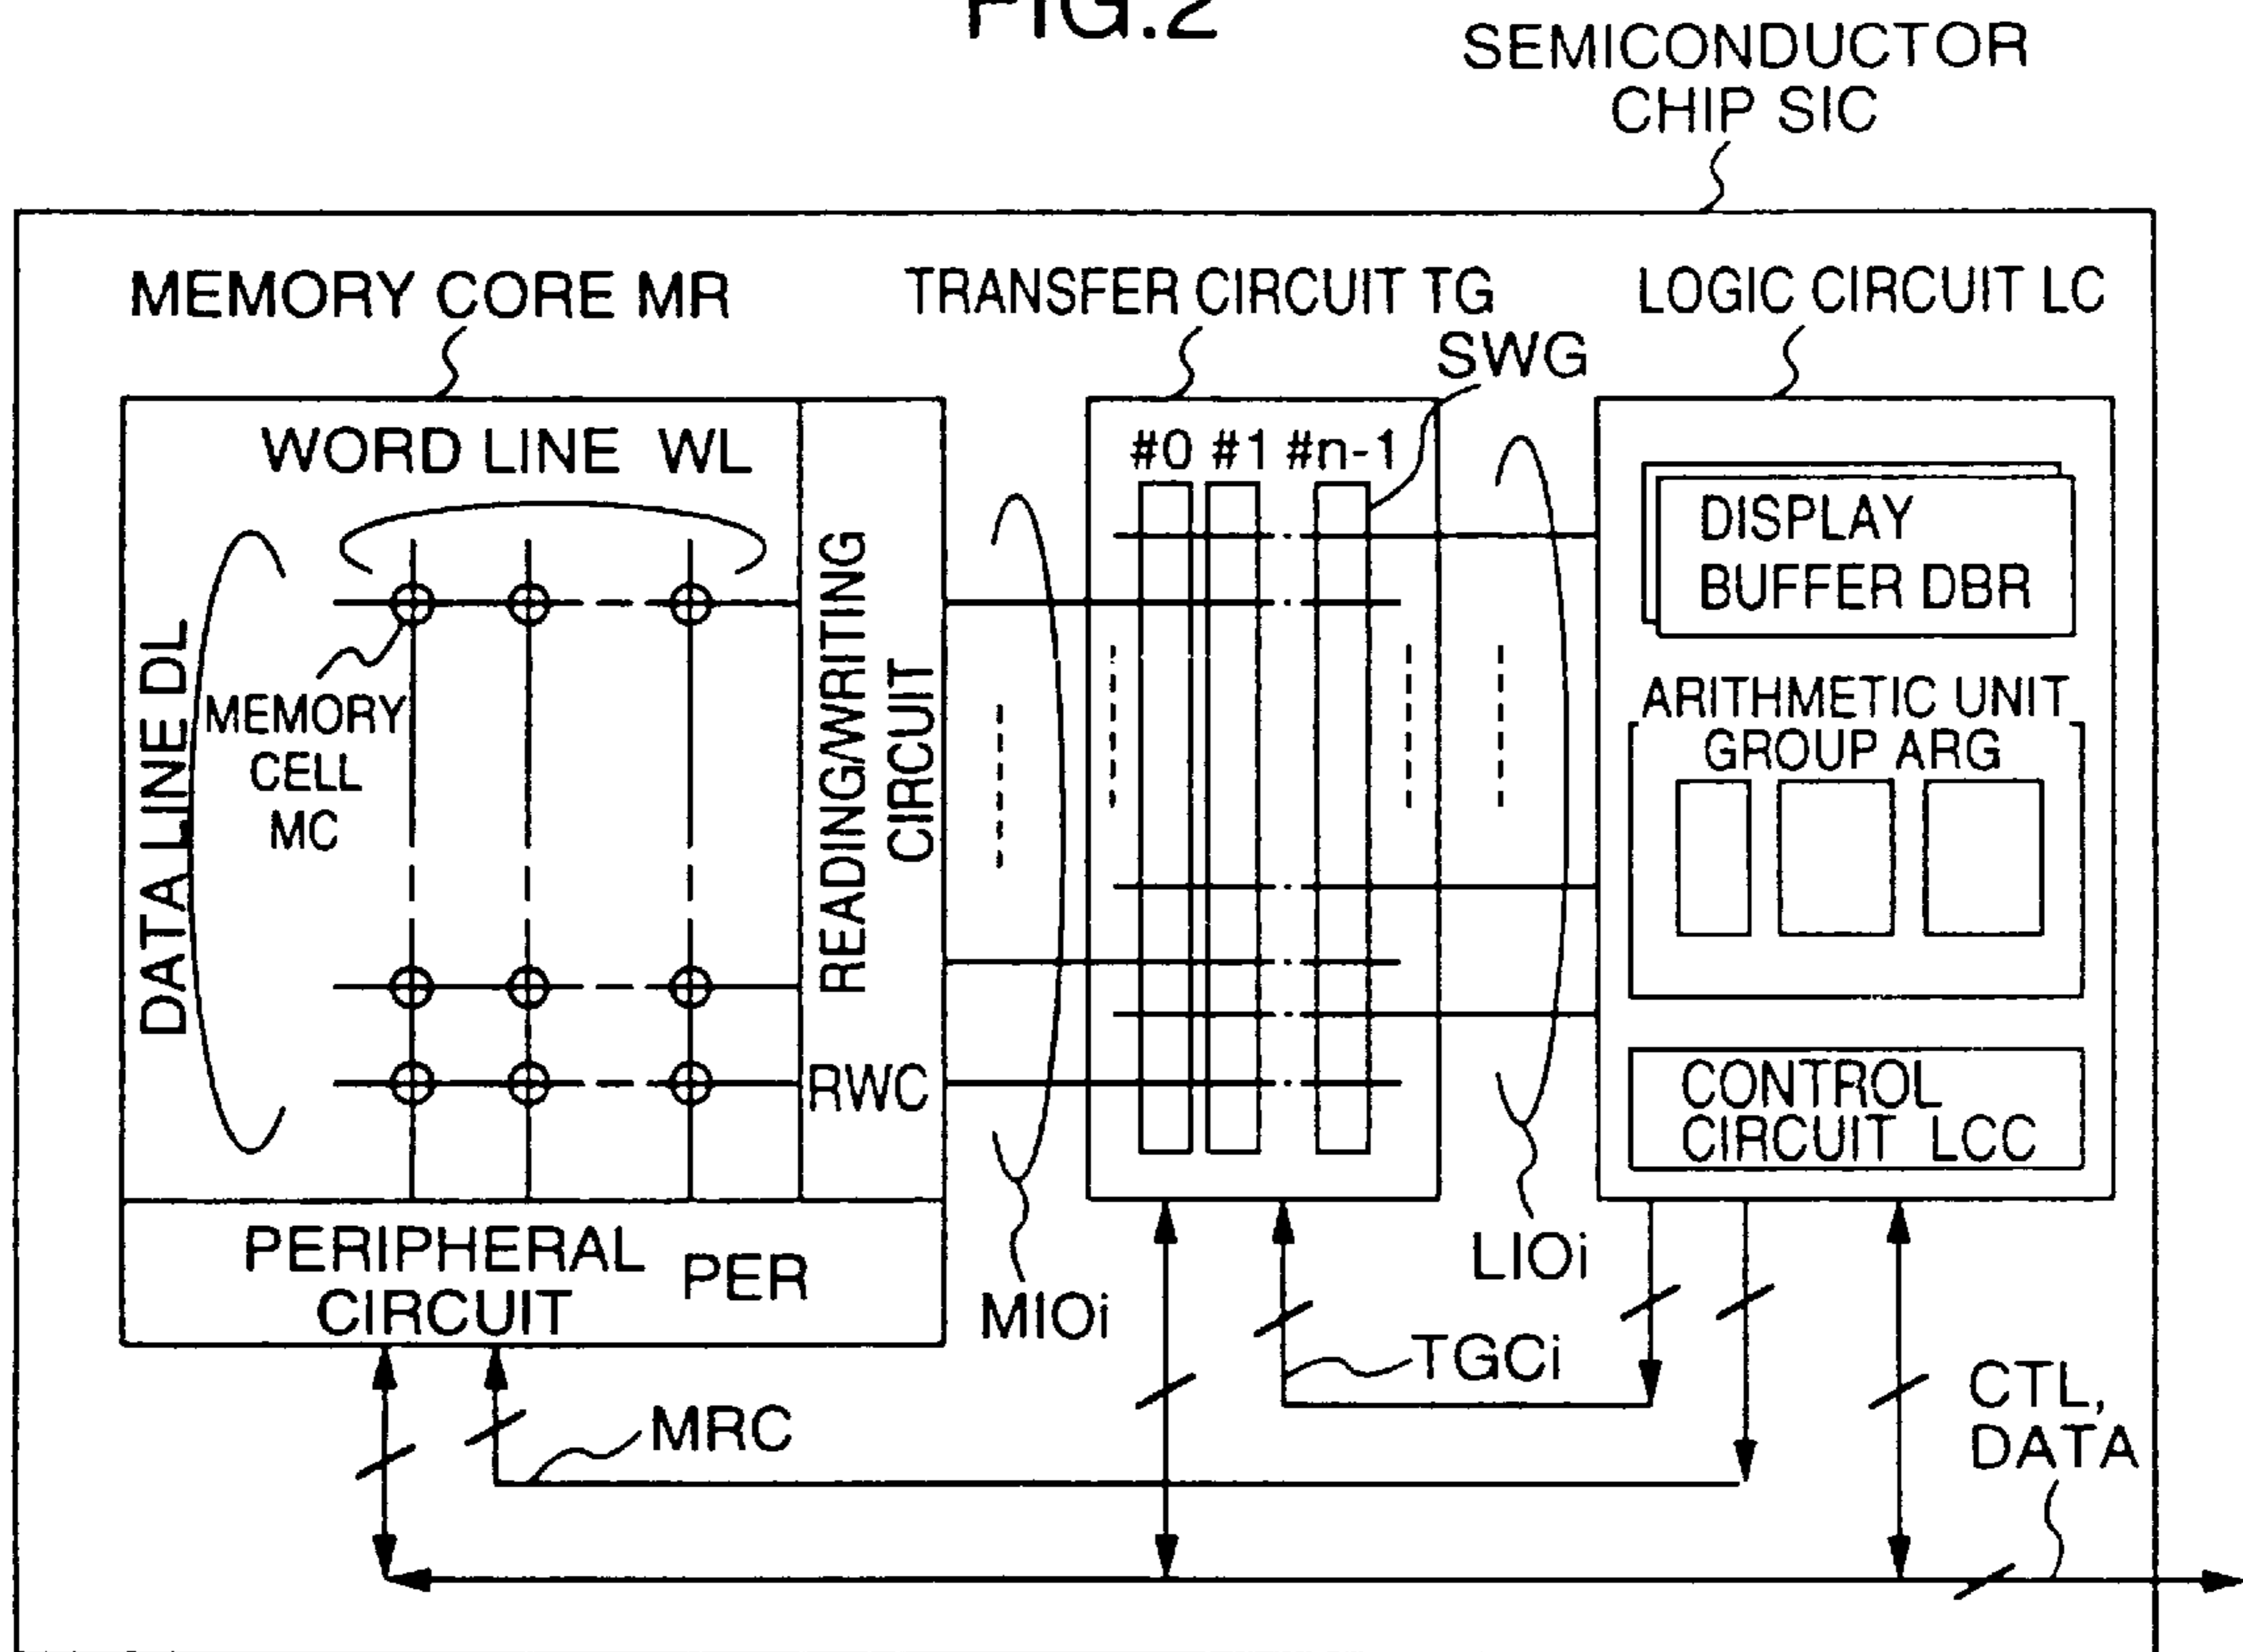 FIG.2
SEMICONDUCTOR
CHIP SIC
MEMORY CORE MR
TRANSFER CIRCUIT TG
LOGIC CIRCUIT LC
SWG
WORD LINE WL
#0 #1 #n-1
DISPLAY
BUFFER DBR
DATA LINE DL
MEMORY
CELL
MC
READING/WRITING
CIRCUIT
RWC
ARITHMETIC UNIT
GROUP ARG
CONTROL
CIRCUIT LCC
PERIPHERAL
CIRCUIT
PER
MIOi
LIOi
TGCi
MRC
CTL,
DATA